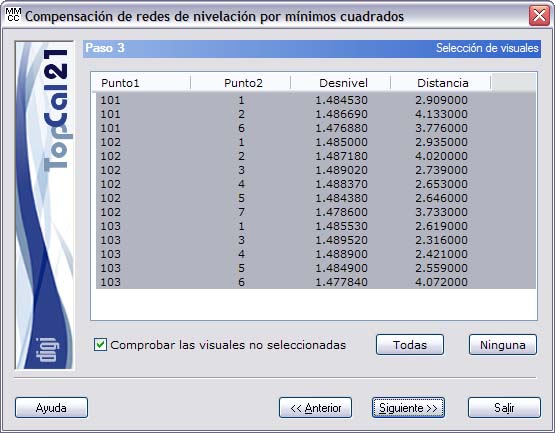 MM CC Compensación de redes de nivelación por mínimos cuadrados
Paso 3 Selección de visuales
TopCal21
digi
Punto1 Punto2 Desnivel Distancia
101 1 1.484530 2.909000
101 2 1.486690 4.133000
101 6 1.476880 3.776000
102 1 1.485000 2.935000
102 2 1.487180 4.020000
102 3 1.489020 2.739000
102 4 1.488370 2.653000
102 5 1.484380 2.646000
102 7 1.478600 3.733000
103 1 1.485530 2.619000
103 3 1.489520 2.316000
103 4 1.488900 2.421000
103 5 1.484900 2.559000
103 6 1.477840 4.072000
Comprobar las visuales no seleccionadas Todas Ninguna
Ayuda << Anterior Siguiente >> Salir